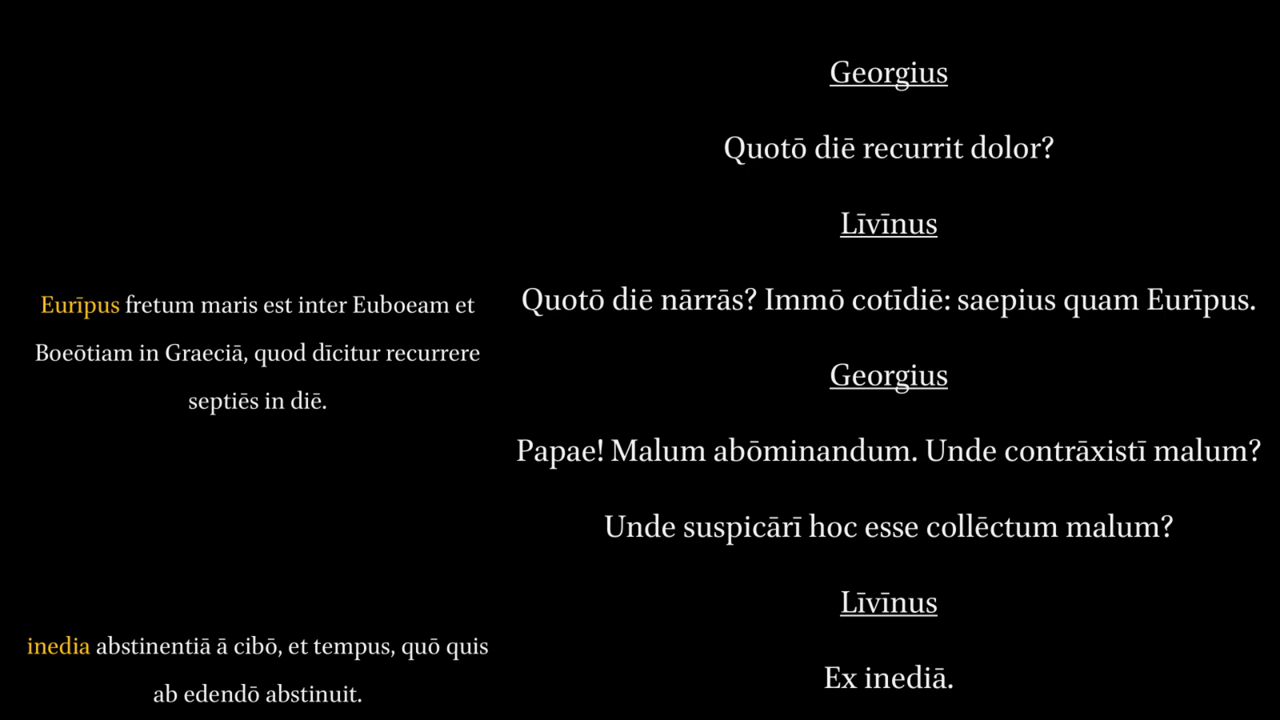 Georgius
Quotō diē recurrit dolor?
Līvīnus
Quotō diē nārrās? Immō cotīdiē: saepius quam Eurīpus.
Georgius
Papae! Malum abōminandum. Unde contrāxistī malum?
Unde suspicārī hoc esse collēctum malum?
Līvīnus
Ex inediā.
Eurīpus fretum maris est inter Euboeam et
Boeōtiam in Graeciā, quod dīcitur recurrere
septiēs in diē.
inedia abstinentiā ā cibō, et tempus, quō quis
ab edendō abstinuit.